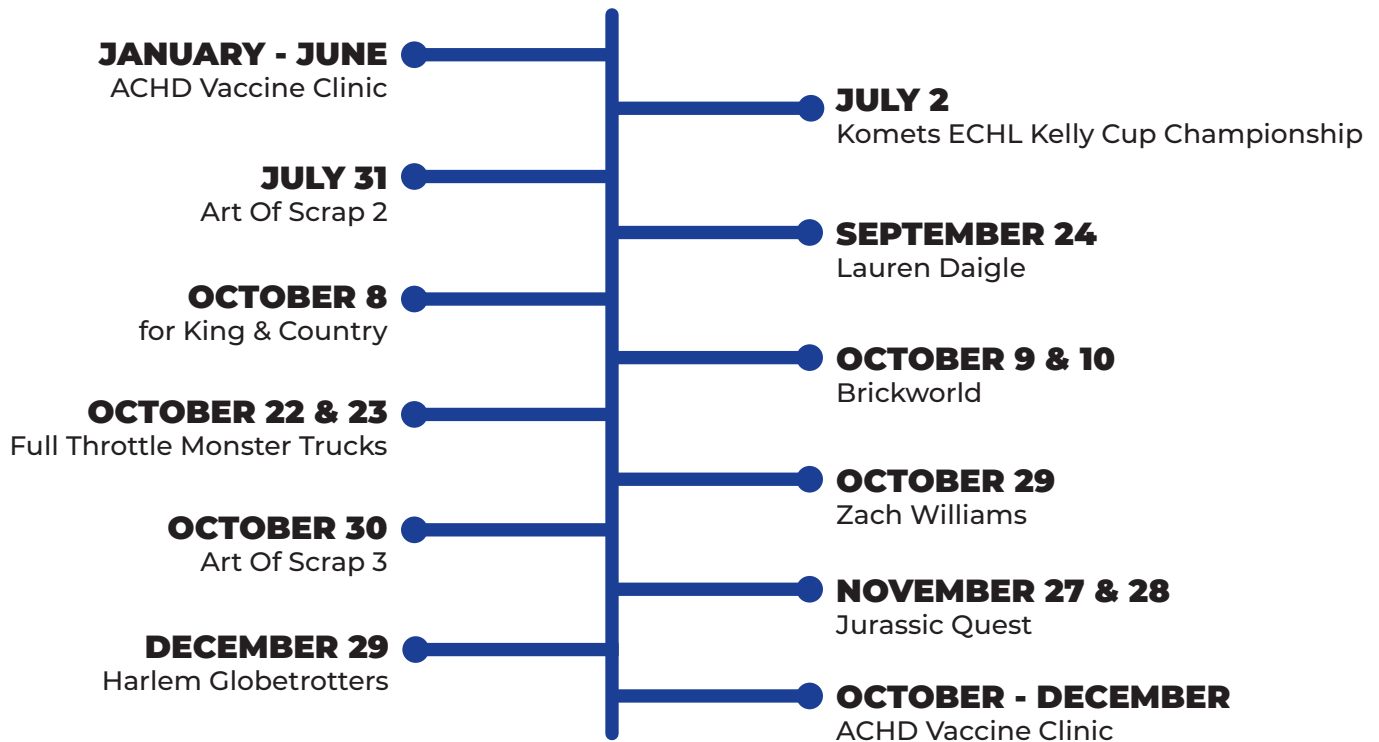 JANUARY - JUNE
ACHD Vaccine Clinic
JULY 2
Komets ECHL Kelly Cup Championship
JULY 31
Art Of Scrap 2
SEPTEMBER 24
Lauren Daigle
OCTOBER 8
for King & Country
OCTOBER 9 & 10
Brickworld
OCTOBER 22 & 23
Full Throttle Monster Trucks
OCTOBER 29
Zach Williams
OCTOBER 30
Art Of Scrap 3
NOVEMBER 27 & 28
Jurassic Quest
DECEMBER 29
Harlem Globetrotters
OCTOBER - DECEMBER
ACHD Vaccine Clinic